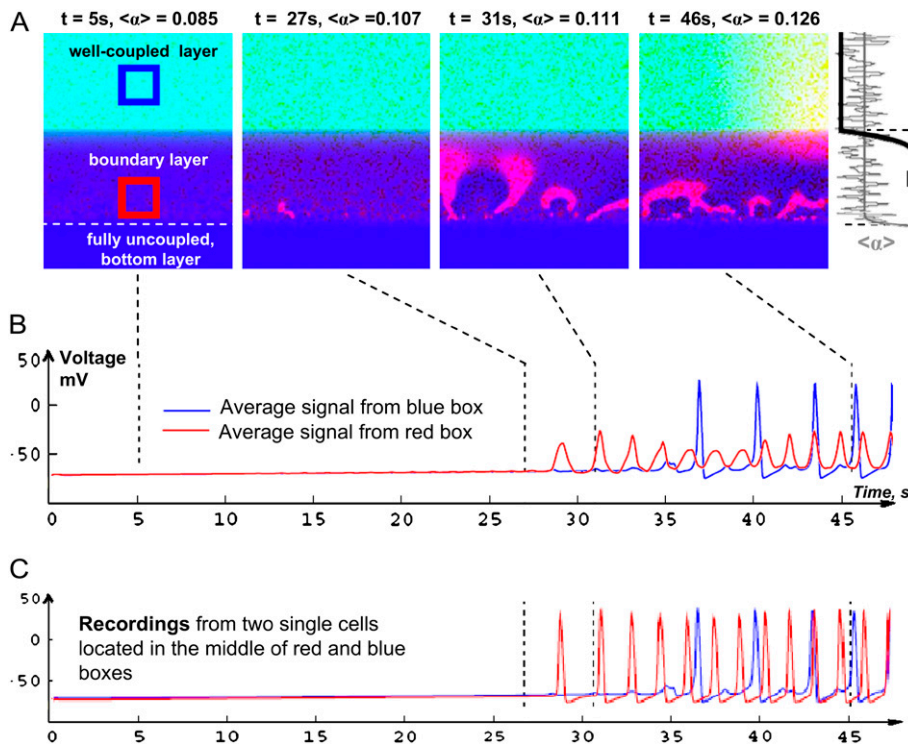 A
t = 5s, <α> = 0.085
t = 27s, <α> =0.107
t = 31s, <α> = 0.111
t = 46s, <α> = 0.126
well-coupled layer
boundary layer
fully uncoupled,
bottom layer
<α>
B
50
0
-50
Voltage
mV
Average signal from blue box
Average signal from red box
Time, s
0 5 10 15 20 25 30 35 40 45
C
50
0
-50
Recordings from two single cells
located in the middle of red and blue
boxes
0 5 10 15 20 25 30 35 40 45